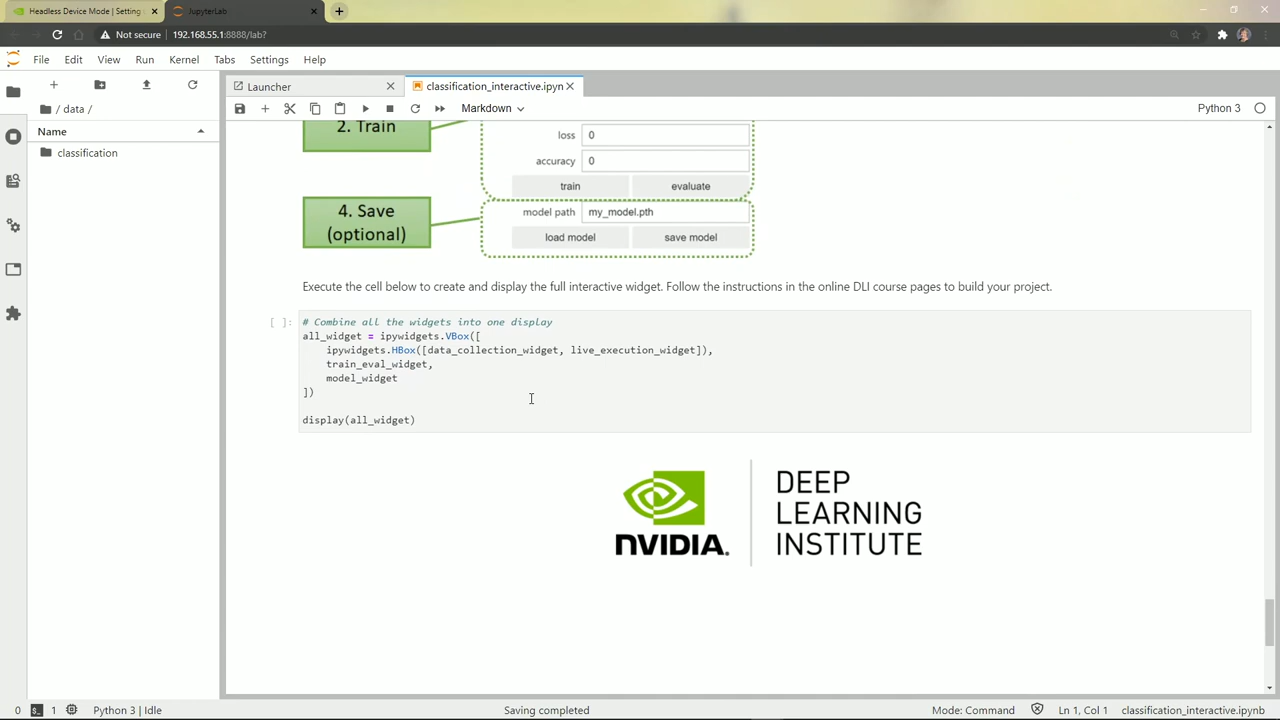 Headless Device Mode | Setting
JupyterLab
Not secure
192.168.55.1:8888/lab?
File Edit View Run Kernel Tabs Settings Help
Launcher
classification_interactive.ipyn
/ data /
Markdown
Python 3
Name
classification
2. Train
loss
0
accuracy
0
train
evaluate
4. Save
(optional)
model path
my_model.pth
load model
save model
Execute the cell below to create and display the full interactive widget. Follow the instructions in the online DLI course pages to build your project.
[ ]:
# Combine all the widgets into one display
all_widget = ipywidgets.VBox([
ipywidgets.HBox([data_collection_widget, live_execution_widget]),
train_eval_widget,
model_widget
])
display(all_widget)
NVIDIA.
DEEP
LEARNING
INSTITUTE
0
1
Python 3 | Idle
Saving completed
Mode: Command
Ln 1, Col 1
classification_interactive.ipynb